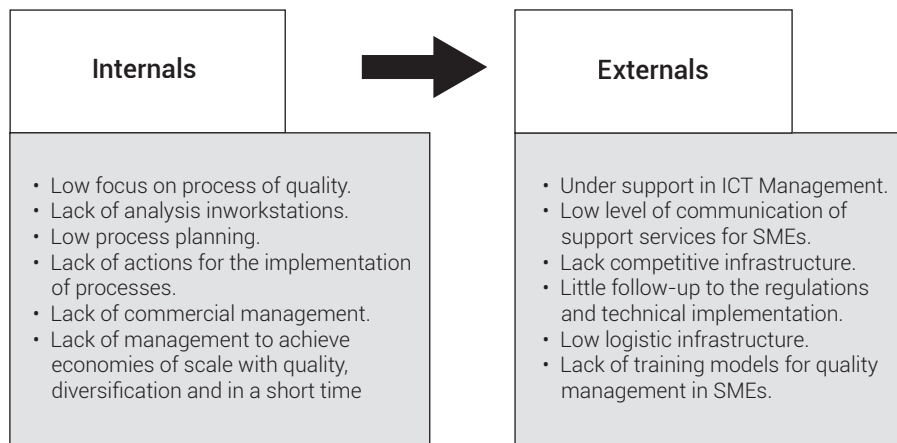 Internals
• Low focus on process of quality.
• Lack of analysis inworkstations.
• Low process planning.
• Lack of actions for the implementation
of processes.
• Lack of commercial management.
• Lack of management to achieve
economies of scale with quality,
diversification and in a short time
Externals
• Under support in ICT Management.
• Low level of communication of
support services for SMEs.
• Lack competitive infrastructure.
• Little follow-up to the regulations
and technical implementation.
• Low logistic infrastructure.
• Lack of training models for quality
management in SMEs.